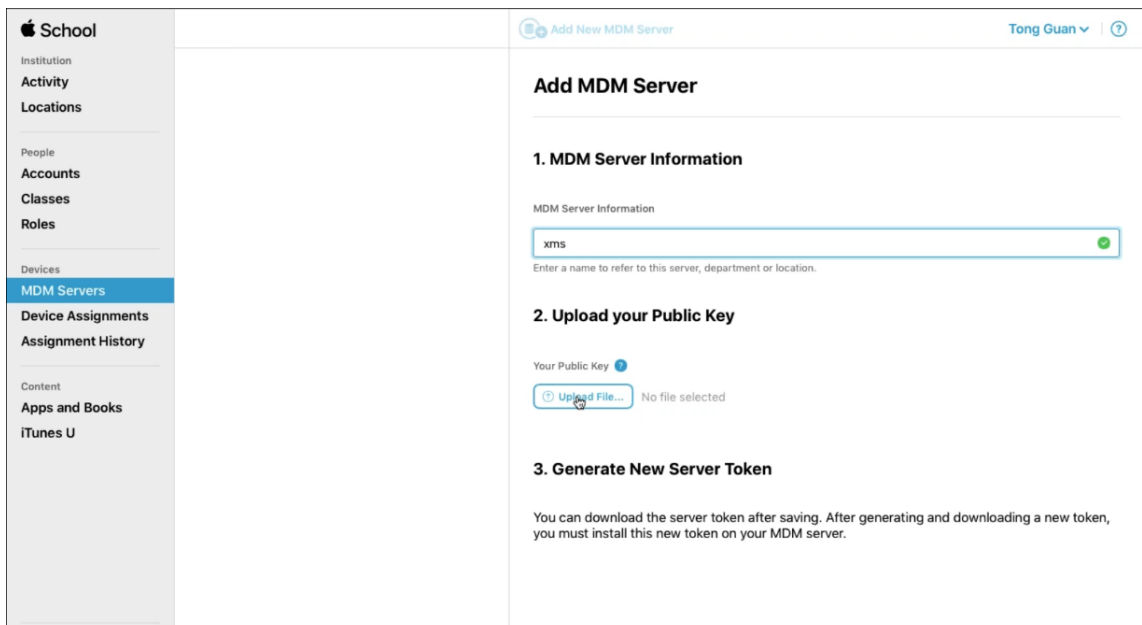 School
Institution
Activity
Locations
People
Accounts
Classes
Roles
Devices
MDM Servers
Device Assignments
Assignment History
Content
Apps and Books
iTunes U
Add New MDM Server
Tong Guan
?
Add MDM Server
1. MDM Server Information
MDM Server Information
xms
Enter a name to refer to this server, department or location.
2. Upload your Public Key
Your Public Key ?
Upload File... No file selected
3. Generate New Server Token
You can download the server token after saving. After generating and downloading a new token,
you must install this new token on your MDM server.